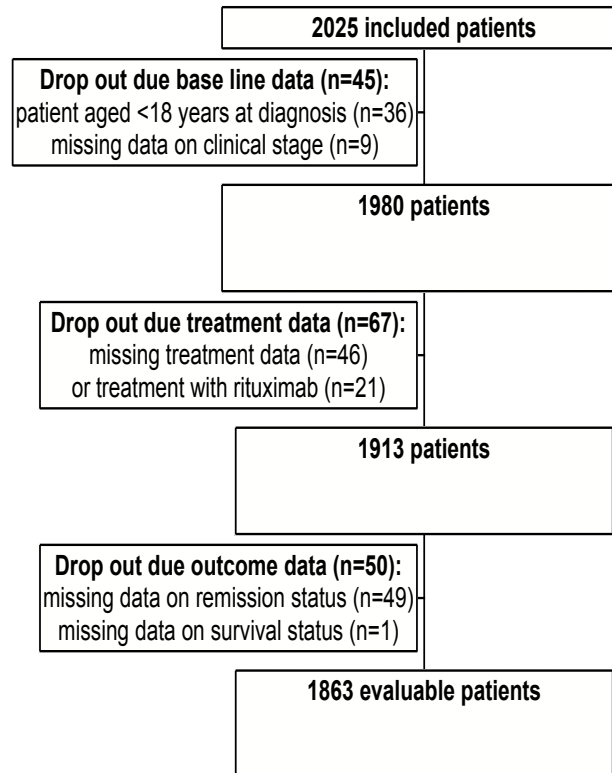 2025 included patients
Drop out due base line data (n=45):
patient aged <18 years at diagnosis (n=36)
missing data on clinical stage (n=9)
1980 patients
Drop out due treatment data (n=67):
missing treatment data (n=46)
or treatment with rituximab (n=21)
1913 patients
Drop out due outcome data (n=50):
missing data on remission status (n=49)
missing data on survival status (n=1)
1863 evaluable patients